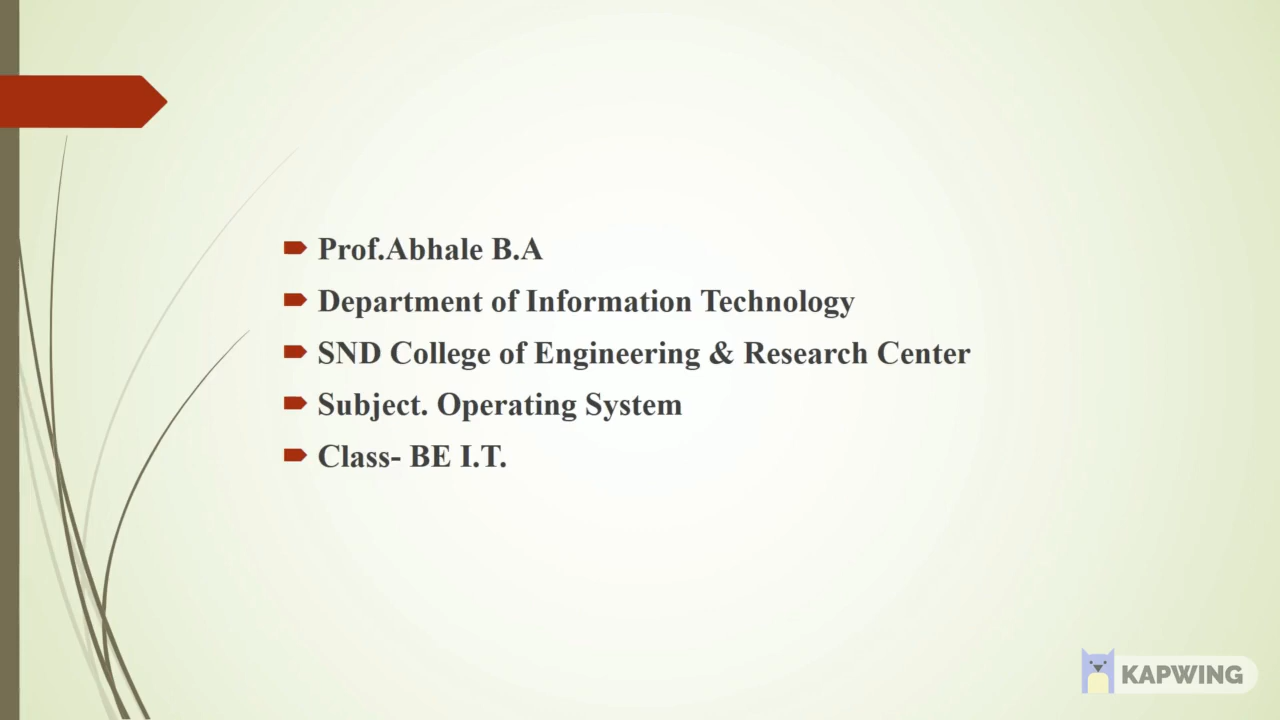 Prof.Abhale B.A
Department of Information Technology
SND College of Engineering & Research Center
Subject. Operating System
Class- BE I.T.
KAPWING